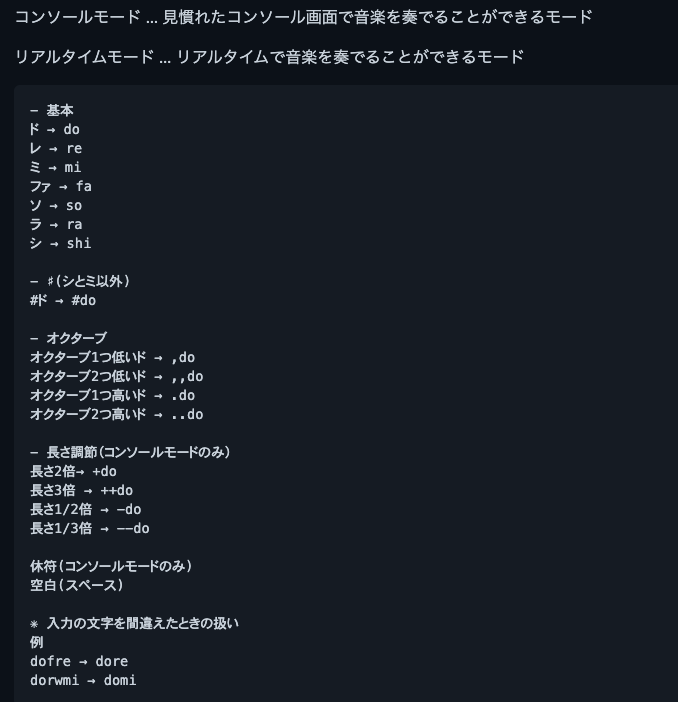 コンソールモード ... 見慣れたコンソール画面で音楽を奏でることができるモード
リアルタイムモード ... リアルタイムで音楽を奏でることができるモード
- 基本
ド → do
レ → re
ミ → mi
ファ → fa
ソ → so
ラ → ra
シ → shi
- ♯(シとミ以外)
#ド → #do
- オクターブ
オクターブ1つ低いド → ,do
オクターブ2つ低いド → ,,do
オクターブ1つ高いド → .do
オクターブ2つ高いド → ..do
- 長さ調節(コンソールモードのみ)
長さ2倍→ +do
長さ3倍 → ++do
長さ1/2倍 → -do
長さ1/3倍 → --do
休符(コンソールモードのみ)
空白(スペース)
* 入力の文字を間違えたときの扱い
例
dofre → dore
dorwmi → domi